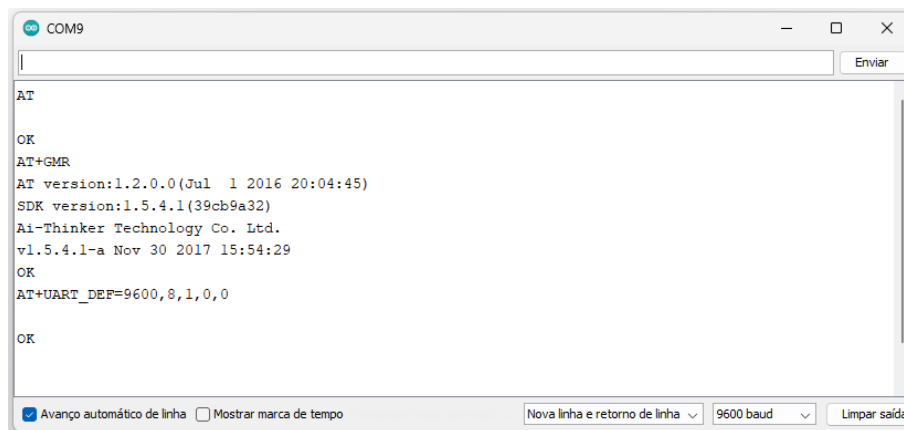 COM9
Enviar
AT
OK
AT+GMR
AT version:1.2.0.0(Jul  1 2016 20:04:45)
SDK version:1.5.4.1(39cb9a32)
Ai-Thinker Technology Co. Ltd.
v1.5.4.1-a Nov 30 2017 15:54:29
OK
AT+UART_DEF=9600,8,1,0,0
OK
Avanço automático de linha Mostrar marca de tempo Nova linha e retorno de linha 9600 baud Limpar saída